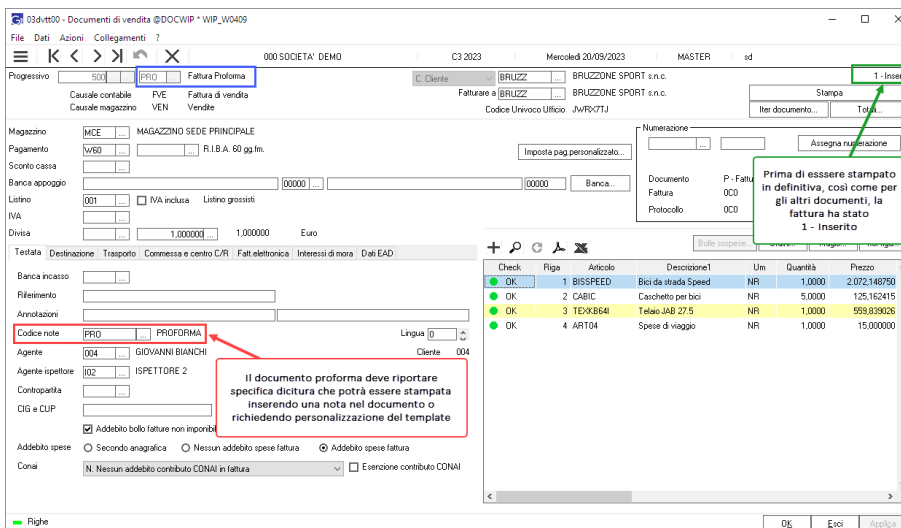 03dvtt00 - Documenti di vendita @DOCWIP * WIP_W0409
File Dati Azioni Collegamenti ?
000 SOCIETA' DEMO C3 2023 Mercoledì 20/09/2023 MASTER sd
Progressivo 500 PRO Fattura Proforma C. Cliente BRUZZ ... BRUZZONE SPORT s.n.c. 1 - Inser
Causale contabile FVE Fattura di vendita Fatturare a BRUZZ ... BRUZZONE SPORT s.n.c. Stampa
Causale magazzino VEN Vendite Codice Univoco Ufficio JWRX7TJ Iter documento... Totali...
Magazzino MCE ... MAGAZZINO SEDE PRINCIPALE Numerazione
Pagamento W60 ... ... R.I.B.A. 60 gg.fm. Imposta pag.personalizzato... ... Assegna numerazione
Sconto cassa ...
Banca appoggio 00000 ... 00000 Banca...
Listino 001 ... IVA inclusa Listino grossisti
IVA ...
Divisa ... 1,000000 ... 1,000000 Euro
Documento P - Fattu
Fattura 0C0
Protocollo 0C0
Prima di esssere stampato
in definitiva, così come per
gli altri documenti, la
fattura ha stato
1 - Inserito
Testata Destinazione Trasporto Commessa e centro C/R Fatt.elettronica Interessi di mora Dati EAD
Bolle sospese...
Check Riga Articolo Descrizione1 Um Quantità Prezzo
OK 1 BISSPEED Bici da strada Speed NR 1,0000 2.072,148750
OK 2 CABIC Caschetto per bici NR 5,0000 125,162415
OK 3 TEXKB64I Telaio JAB 27.5 NR 1,0000 559,839026
OK 4 ART04 Spese di viaggio NR 1,0000 15,000000
Banca incasso ...
Riferimento
Annotazioni
Codice note PRO ... PROFORMA Lingua 0
Agente 004 ... GIOVANNI BIANCHI Cliente 004
Agente ispettore I02 ... ISPETTORE 2
Contropartita ...
CIG e CUP
Addebito bollo fatture non imponibil
Il documento proforma deve riportare
specifica dicitura che potrà essere stampata
inserendo una nota nel documento o
richiedendo personalizzazione del template
Addebito spese Secondo anagrafica Nessun addebito spese fattura Addebito spese fattura
Conai N. Nessun addebito contributo CONAI in fattura Esenzione contributo CONAI
Righe OK Esci Applica